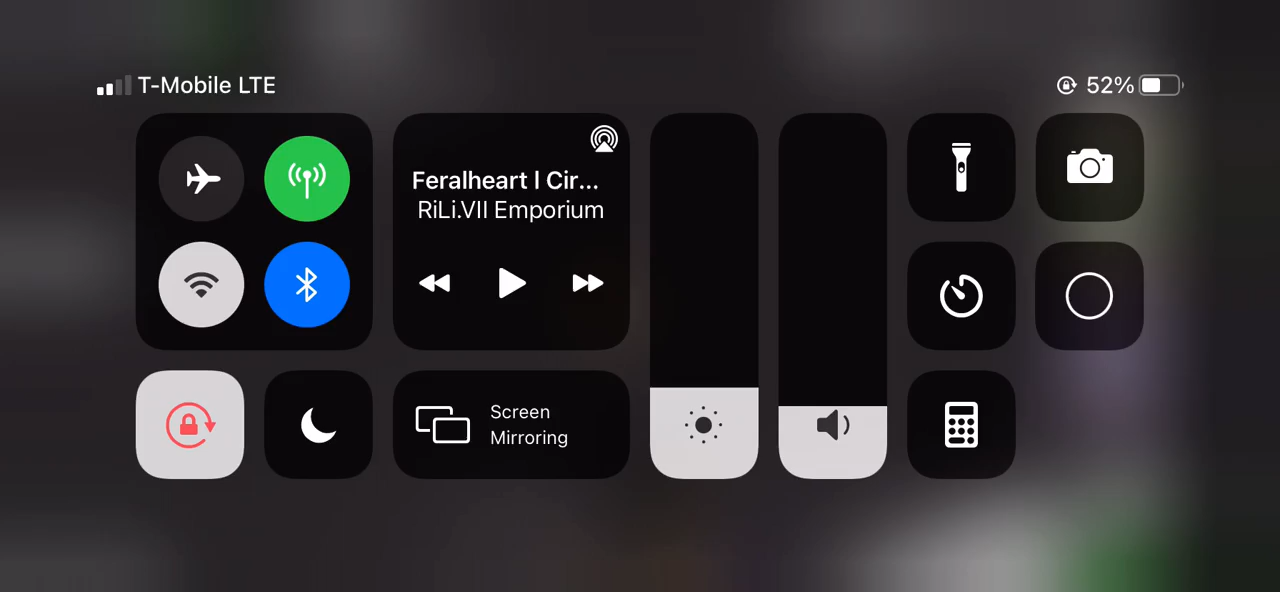 T-Mobile LTE
52%
Feralheart l Cir...
RiLi.VII Emporium
Screen
Mirroring